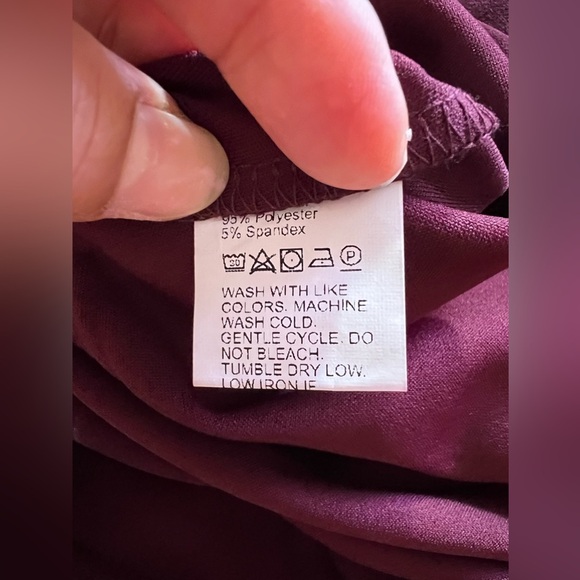 95% Polyester
5% Spandex
30 P
WASH WITH LIKE
COLORS. MACHINE
WASH COLD.
GENTLE CYCLE. DO
NOT BLEACH.
TUMBLE DRY LOW.
LOW IRON IF